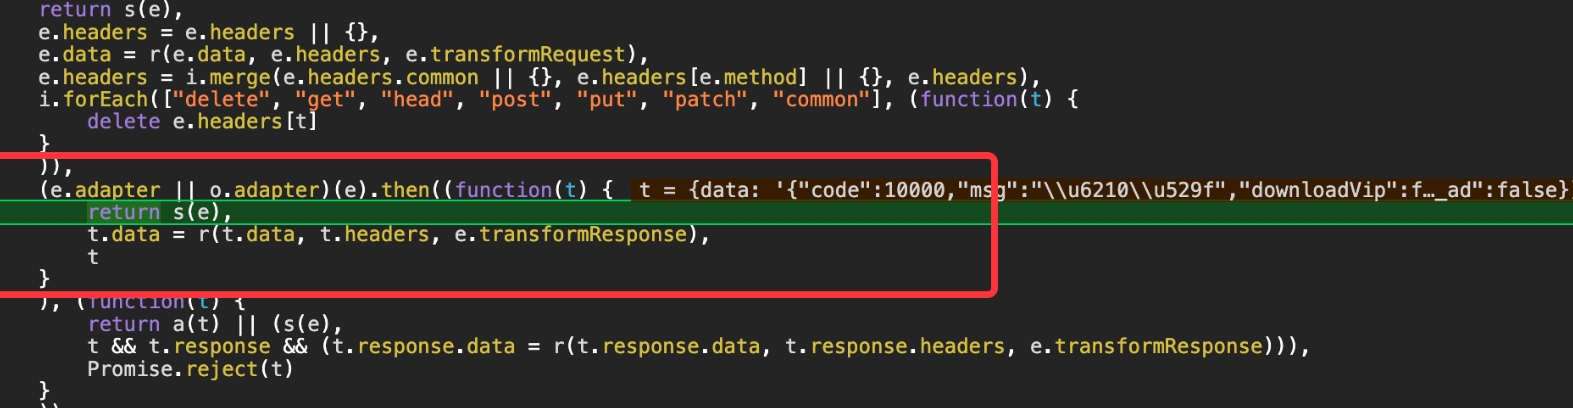 return s(e),
e.headers = e.headers || {},
e.data = r(e.data, e.headers, e.transformRequest),
e.headers = i.merge(e.headers.common || {}, e.headers[e.method] || {}, e.headers),
i.forEach(["delete", "get", "head", "post", "put", "patch", "common"], (function(t) {
delete e.headers[t]
}
)),
(e.adapter || o.adapter)(e).then((function(t) { t = {data: '{"code":10000,"msg":"\\u6210\\u529f","downloadVip":f…_ad":false}
return s(e),
t.data = r(t.data, t.headers, e.transformResponse),
t
}
), (function(t) {
return a(t) || (s(e),
t && t.response && (t.response.data = r(t.response.data, t.response.headers, e.transformResponse))),
Promise.reject(t)
}
))